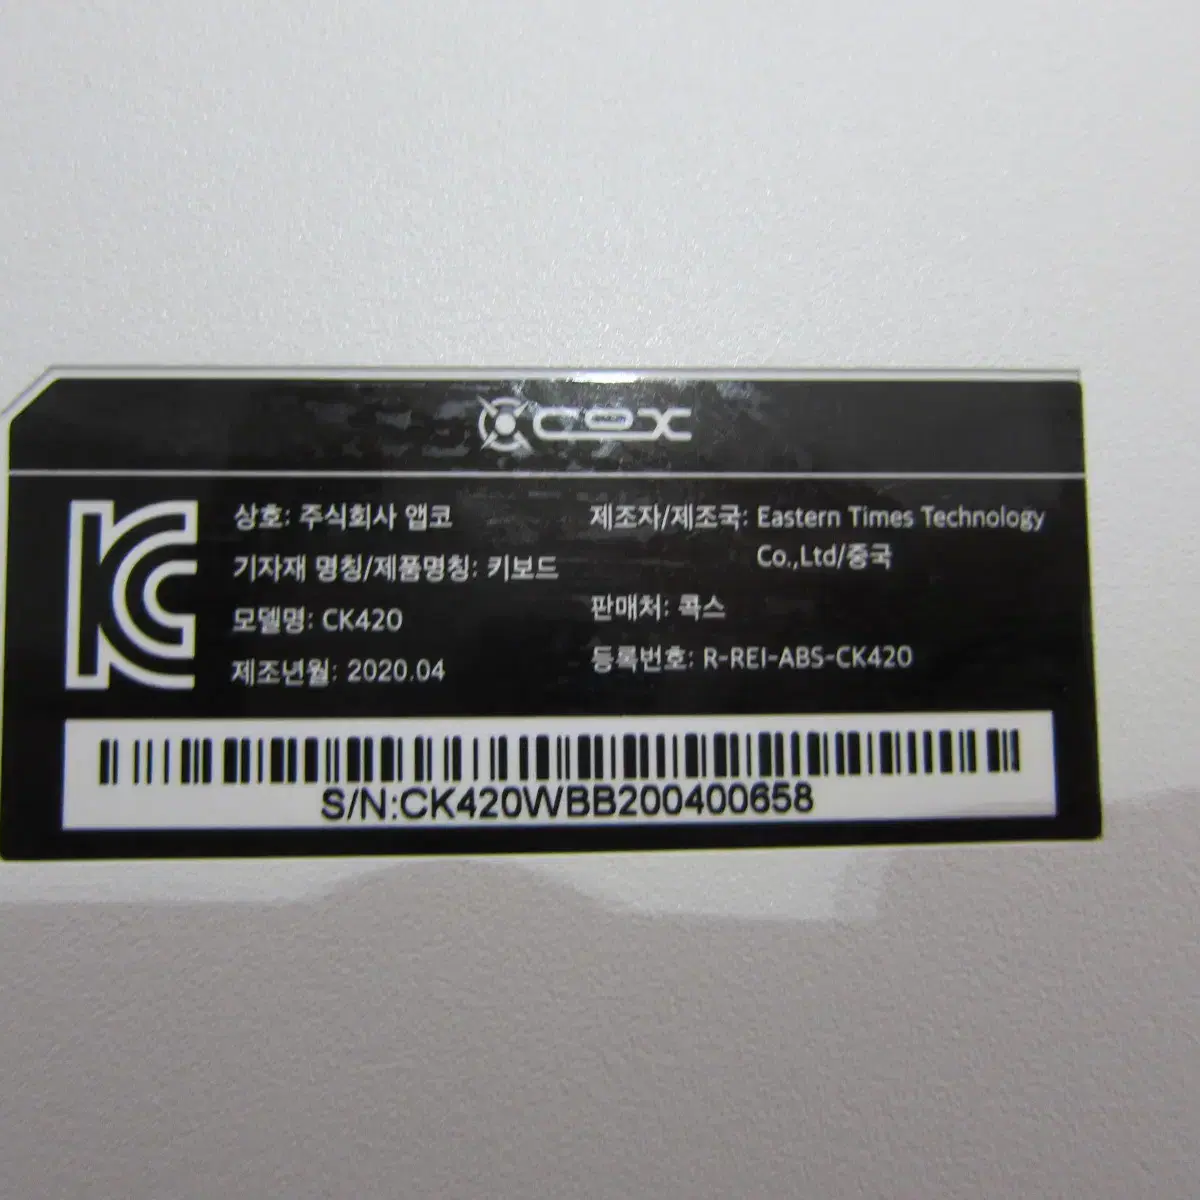 COX
KC
상호: 주식회사 앱코
기자재 명칭/제품명칭: 키보드
모델명: CK420
제조년월: 2020.04
제조자/제조국: Eastern Times Technology
Co.,Ltd/중국
판매처: 콕스
등록번호: R-REI-ABS-CK420
S/N:CK420WBB200400658